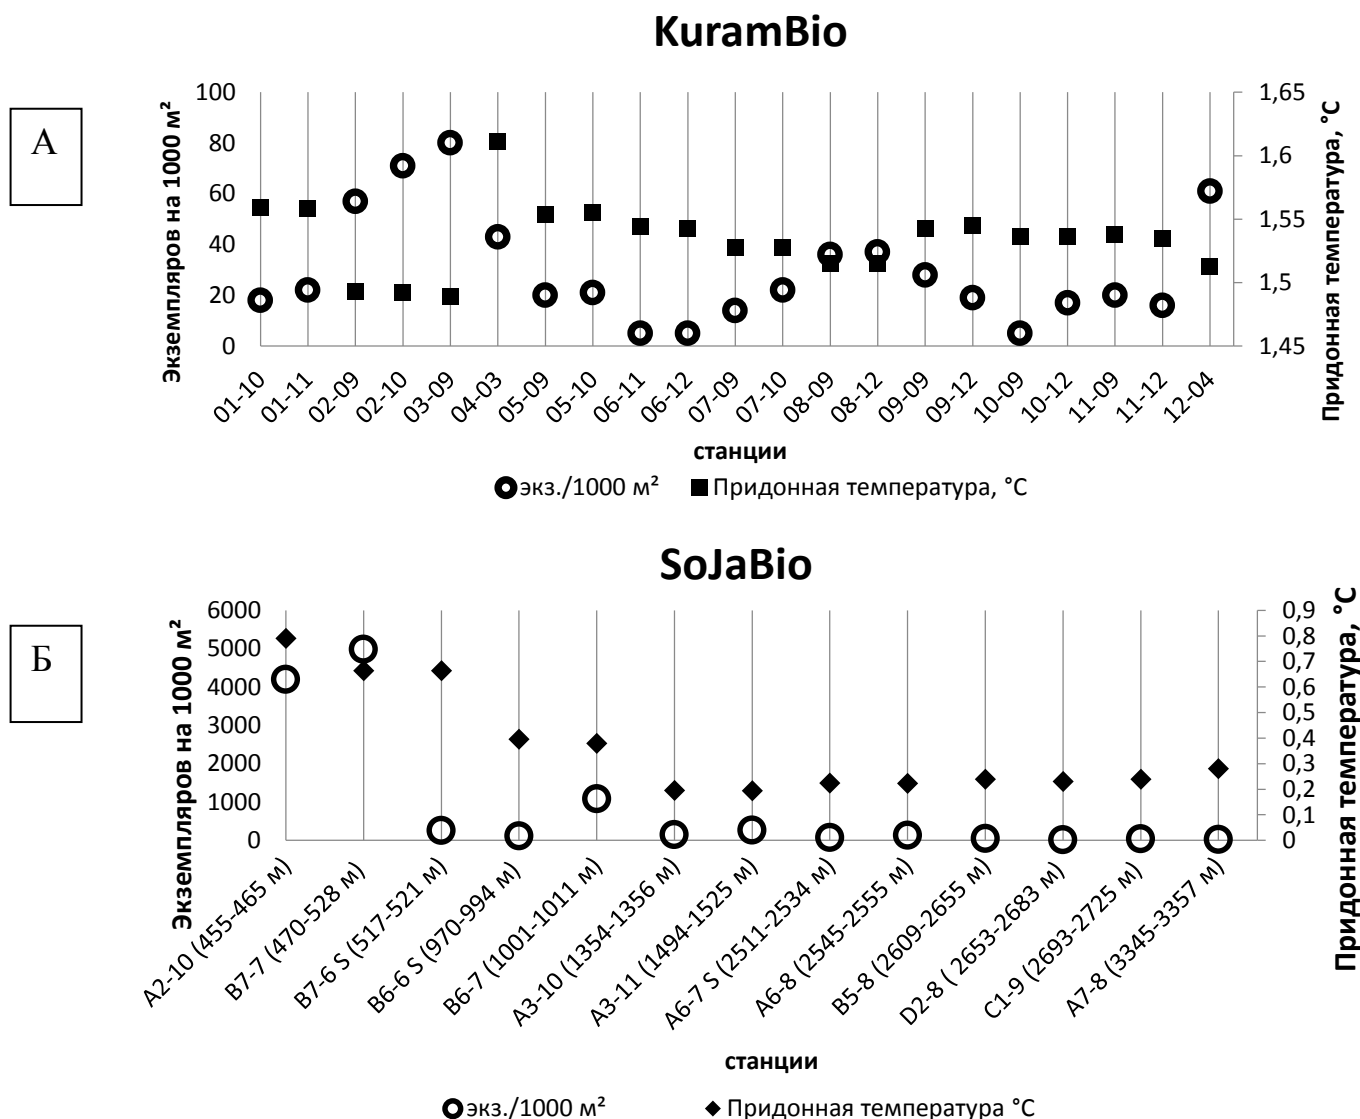 KuramBio
А
Экземпляров на 1000 м²
100
80
60
40
20
0
1,65
1,6
1,55
1,5
1,45
Придонная температура, °C
01-10
01-11
02-09
02-10
03-09
04-03
05-09
05-10
06-11
06-12
07-09
07-10
08-09
08-12
09-09
09-12
10-09
10-12
11-09
11-12
12-04
станции
экз./1000 м²
Придонная температура, °C
SoJaBio
Б
Экземпляров на 1000 м²
6000
5000
4000
3000
2000
1000
0
0,9
0,8
0,7
0,6
0,5
0,4
0,3
0,2
0,1
0
Придонная температура, °C
A2-10 (455-465 м)
B7-7 (470-528 м)
B7-6 S (517-521 м)
B6-6 S (970-994 м)
B6-7 (1001-1011 м)
A3-10 (1354-1356 м)
A3-11 (1494-1525 м)
A6-7 S (2511-2534 м)
A6-8 (2545-2555 м)
B5-8 (2609-2655 м)
D2-8 ( 2653-2683 м)
C1-9 (2693-2725 м)
A7-8 (3345-3357 м)
станции
экз./1000 м²
Придонная температура °C